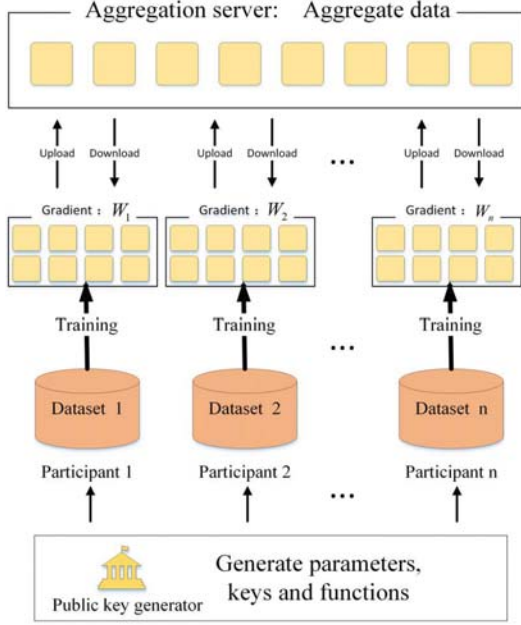 Aggregation server: Aggregate data
Upload Download Upload Download ... Upload Download
Gradient : W₁ Gradient : W₂ Gradient : Wₙ
Training Training ... Training
Dataset 1 Dataset 2 Dataset n
Participant 1 Participant 2 Participant n
...
Generate parameters,
keys and functions
Public key generator